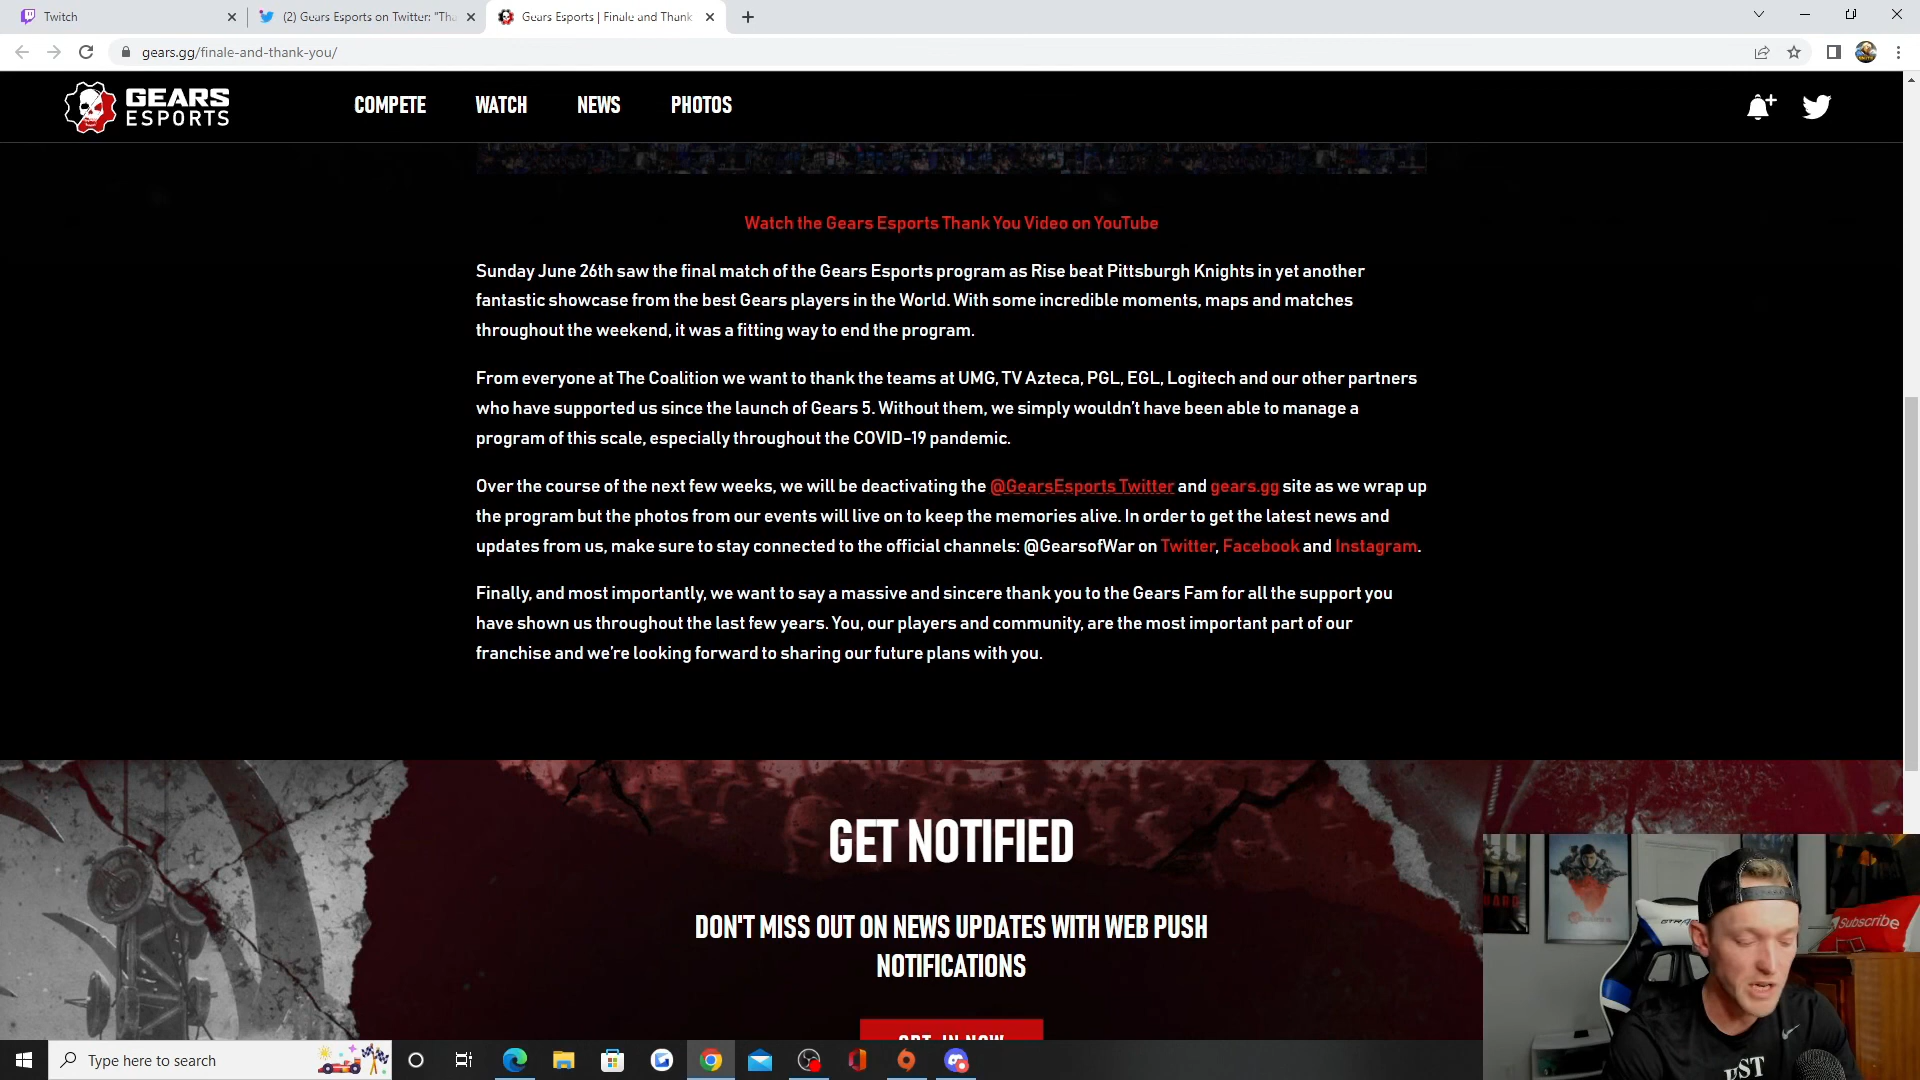 Twitch
(2) Gears Esports on Twitter: "Tha
Gears Esports | Finale and Thank
gears.gg/finale-and-thank-you/
GEARS
ESPORTS
COMPETE
WATCH
NEWS
PHOTOS
Watch the Gears Esports Thank You Video on YouTube
Sunday June 26th saw the final match of the Gears Esports program as Rise beat Pittsburgh Knights in yet another
fantastic showcase from the best Gears players in the World. With some incredible moments, maps and matches
throughout the weekend, it was a fitting way to end the program.
From everyone at The Coalition we want to thank the teams at UMG, TV Azteca, PGL, EGL, Logitech and our other partners
who have supported us since the launch of Gears 5. Without them, we simply wouldn't have been able to manage a
program of this scale, especially throughout the COVID-19 pandemic.
Over the course of the next few weeks, we will be deactivating the @GearsEsports Twitter and gears.gg site as we wrap up
the program but the photos from our events will live on to keep the memories alive. In order to get the latest news and
updates from us, make sure to stay connected to the official channels: @GearsofWar on Twitter, Facebook and Instagram.
Finally, and most importantly, we want to say a massive and sincere thank you to the Gears Fam for all the support you
have shown us throughout the last few years. You, our players and community, are the most important part of our
franchise and we're looking forward to sharing our future plans with you.
GET NOTIFIED
DON'T MISS OUT ON NEWS UPDATES WITH WEB PUSH
NOTIFICATIONS
OPT-IN NOW
Subscribe
Type here to search